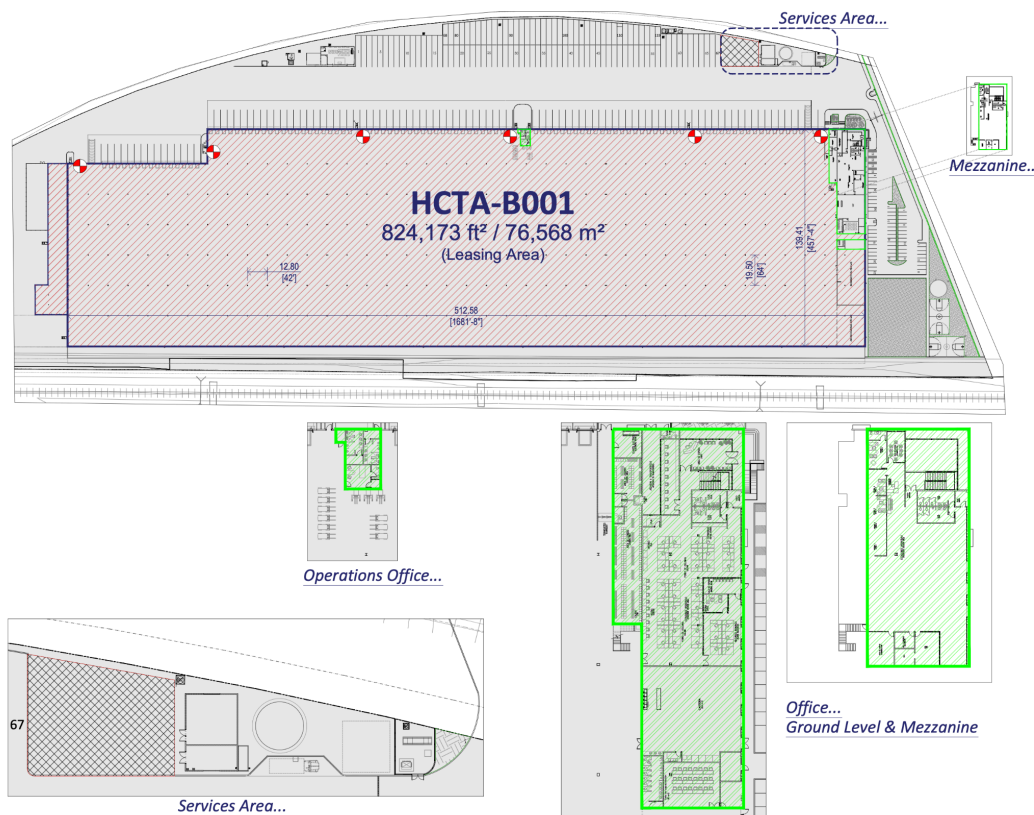 Services Area...
Mezzanine..
HCTA-B001
824,173 ft² / 76,568 m²
(Leasing Area)
139.41
[457'-4"]
12.80
[42']
19.50
[64']
512.58
[1681'-8"]
Operations Office...
67
Office...
Ground Level & Mezzanine
Services Area...